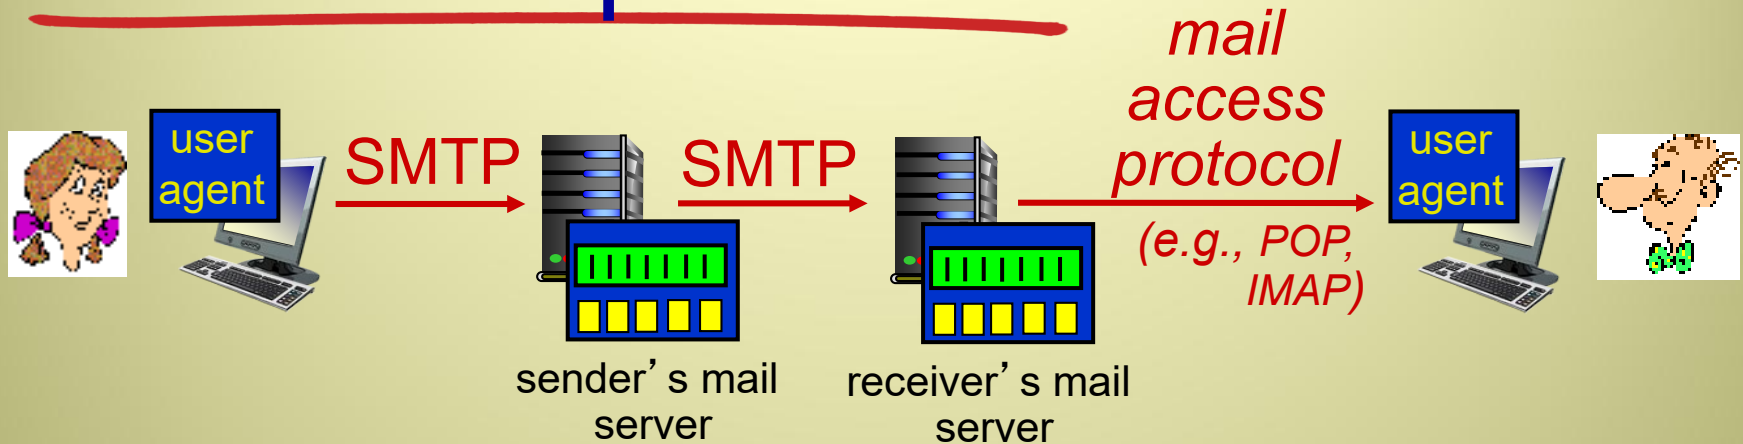 mail
access
protocol
(e.g., POP,
IMAP)
user
agent
SMTP
SMTP
user
agent
sender’s mail
server
receiver’s mail
server